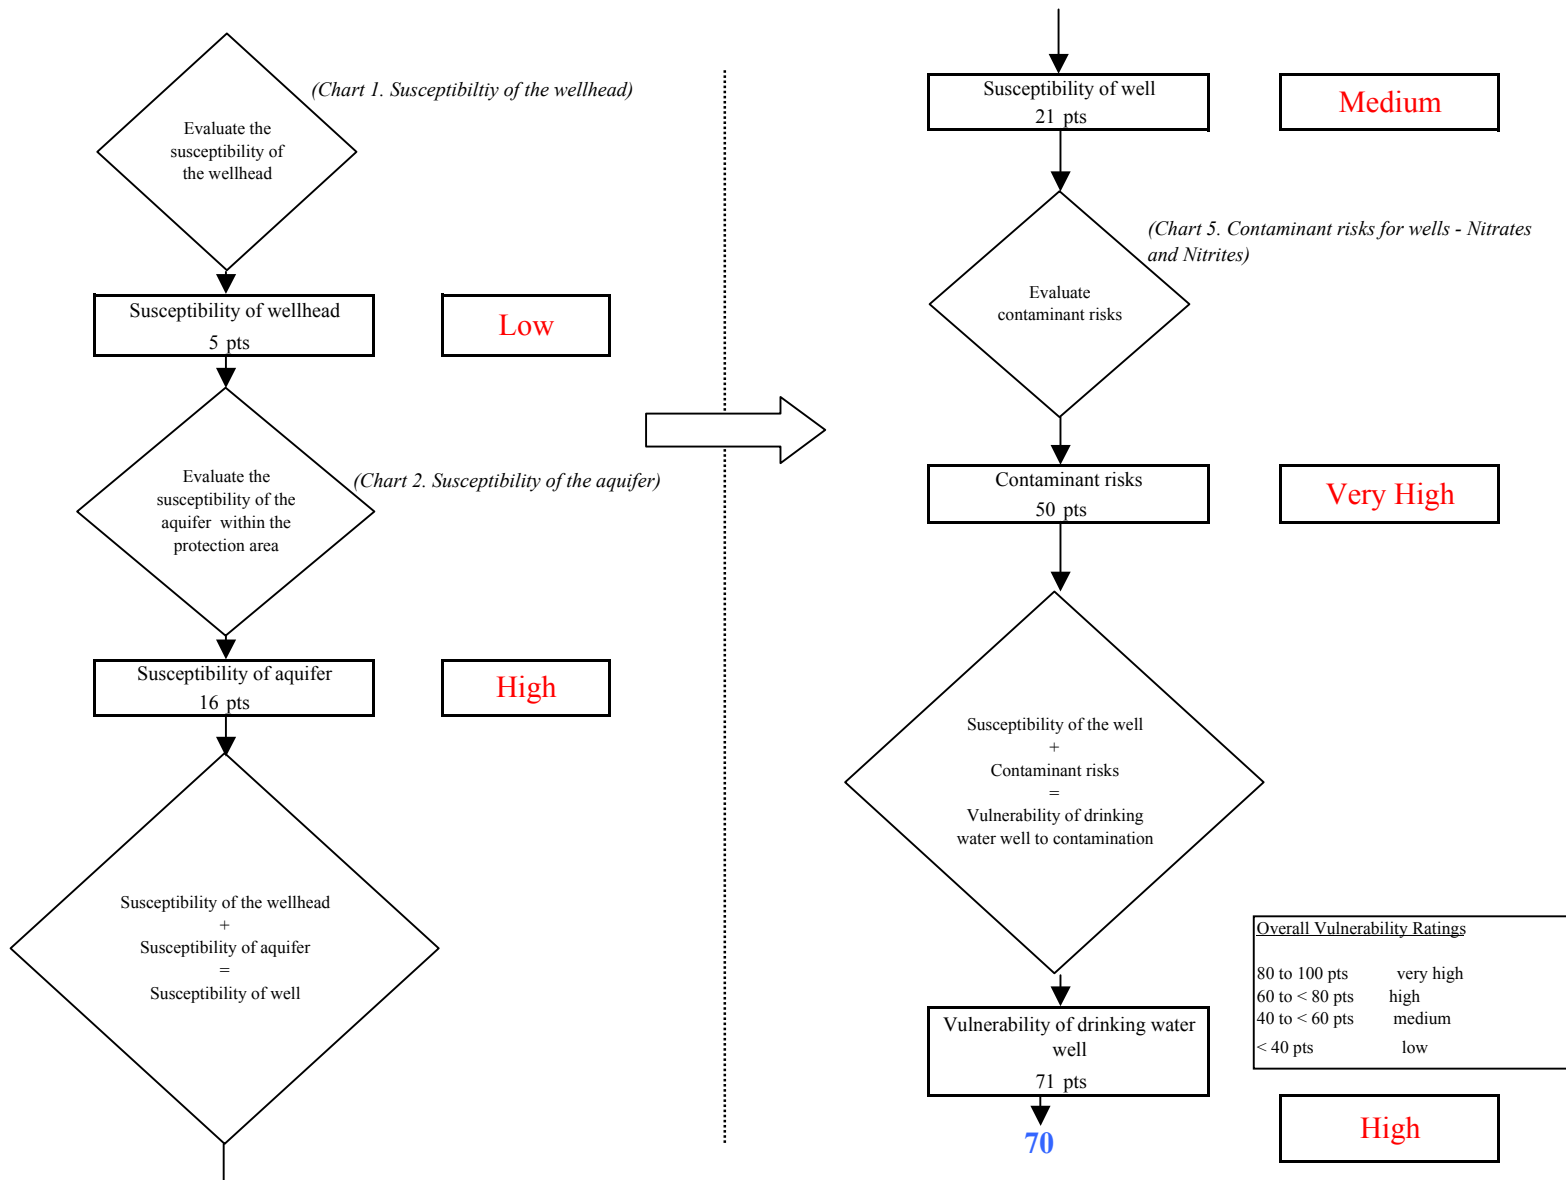 (Chart 1. Susceptibiltiy of the wellhead)
Evaluate the
susceptibility of
the wellhead
Susceptibility of wellhead
5 pts
Low
Evaluate the
susceptibility of the
aquifer within the
protection area
(Chart 2. Susceptibility of the aquifer)
Susceptibility of aquifer
16 pts
High
Susceptibility of the wellhead
+
Susceptibility of aquifer
=
Susceptibility of well
Susceptibility of well
21 pts
Medium
(Chart 5. Contaminant risks for wells - Nitrates
and Nitrites)
Evaluate
contaminant risks
Contaminant risks
50 pts
Very High
Susceptibility of the well
+
Contaminant risks
=
Vulnerability of drinking
water well to contamination
Overall Vulnerability Ratings
80 to 100 pts very high
60 to < 80 pts high
40 to < 60 pts medium
< 40 pts low
Vulnerability of drinking water
well
71 pts
70
High